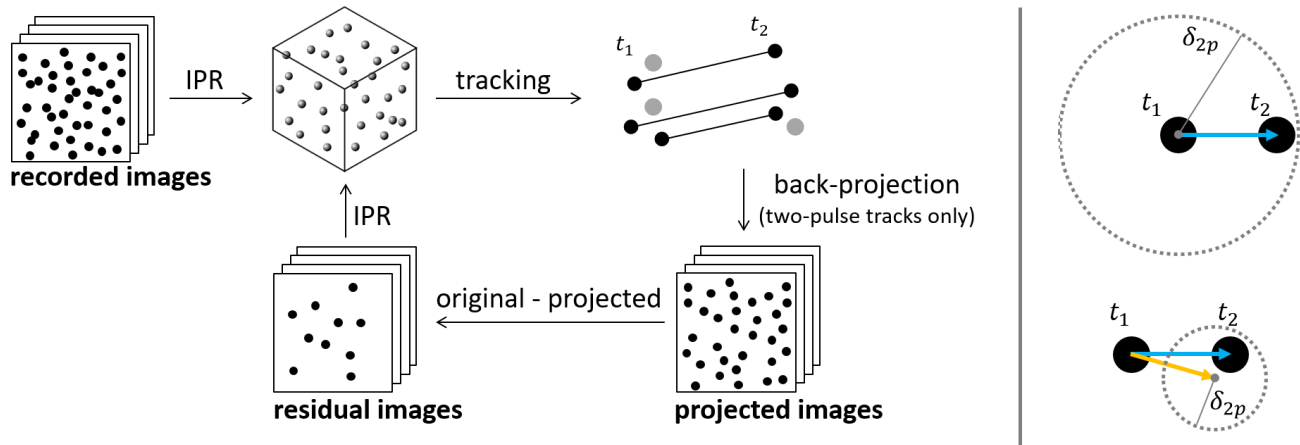 t₁
t₂
IPR
tracking
recorded images
back-projection
(two-pulse tracks only)
IPR
original - projected
residual images
projected images
δ₂ₚ
t₁
t₂
t₁
t₂
δ₂ₚ